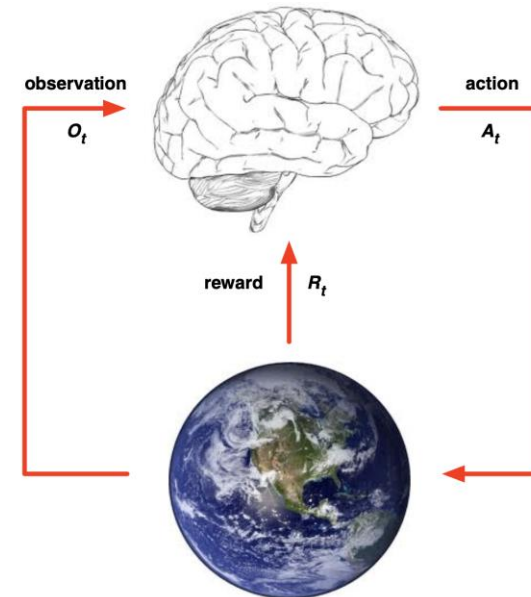 observation
O_t
action
A_t
reward R_t